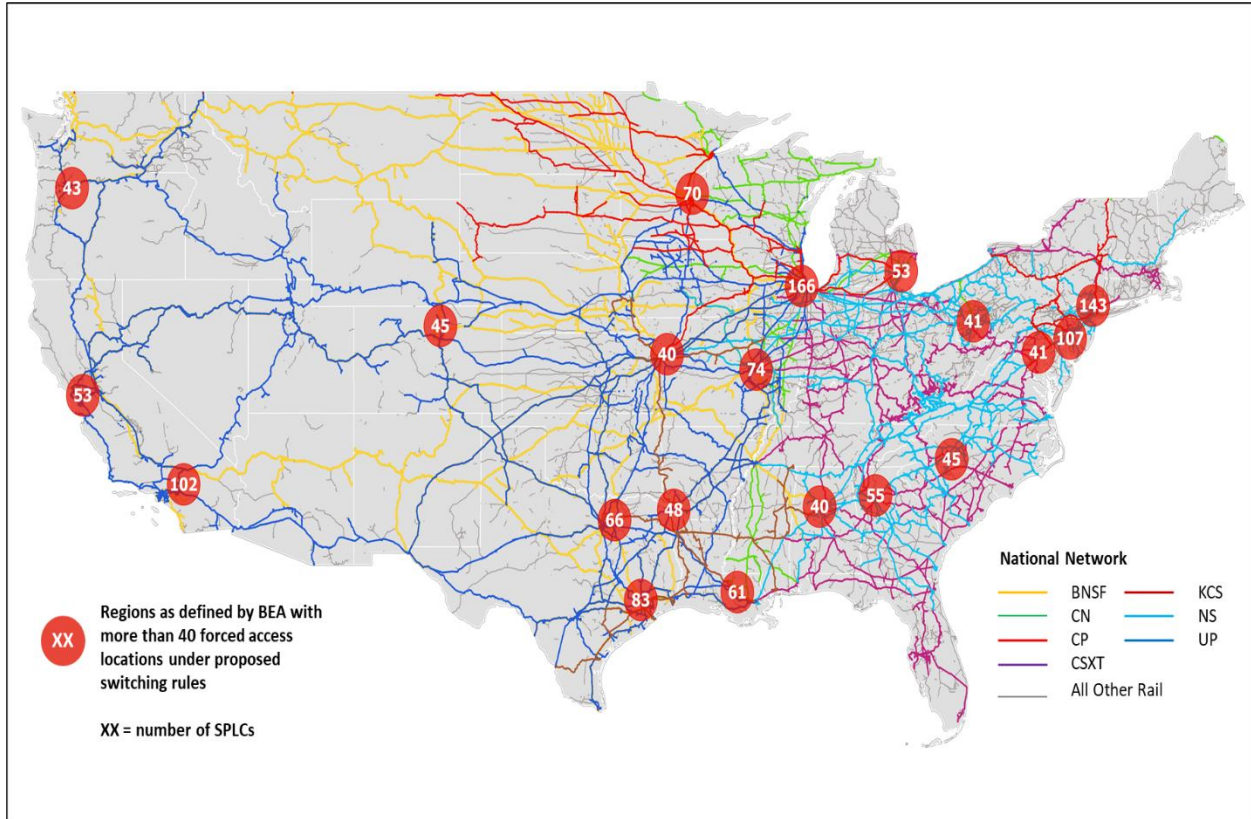 43
70
166
53
143
45
41
107
40
41
74
53
45
102
55
48
40
66
61
83
XX
Regions as defined by BEA with
more than 40 forced access
locations under proposed
switching rules
XX = number of SPLCs
National Network
BNSF KCS
CN NS
CP UP
CSXT
All Other Rail